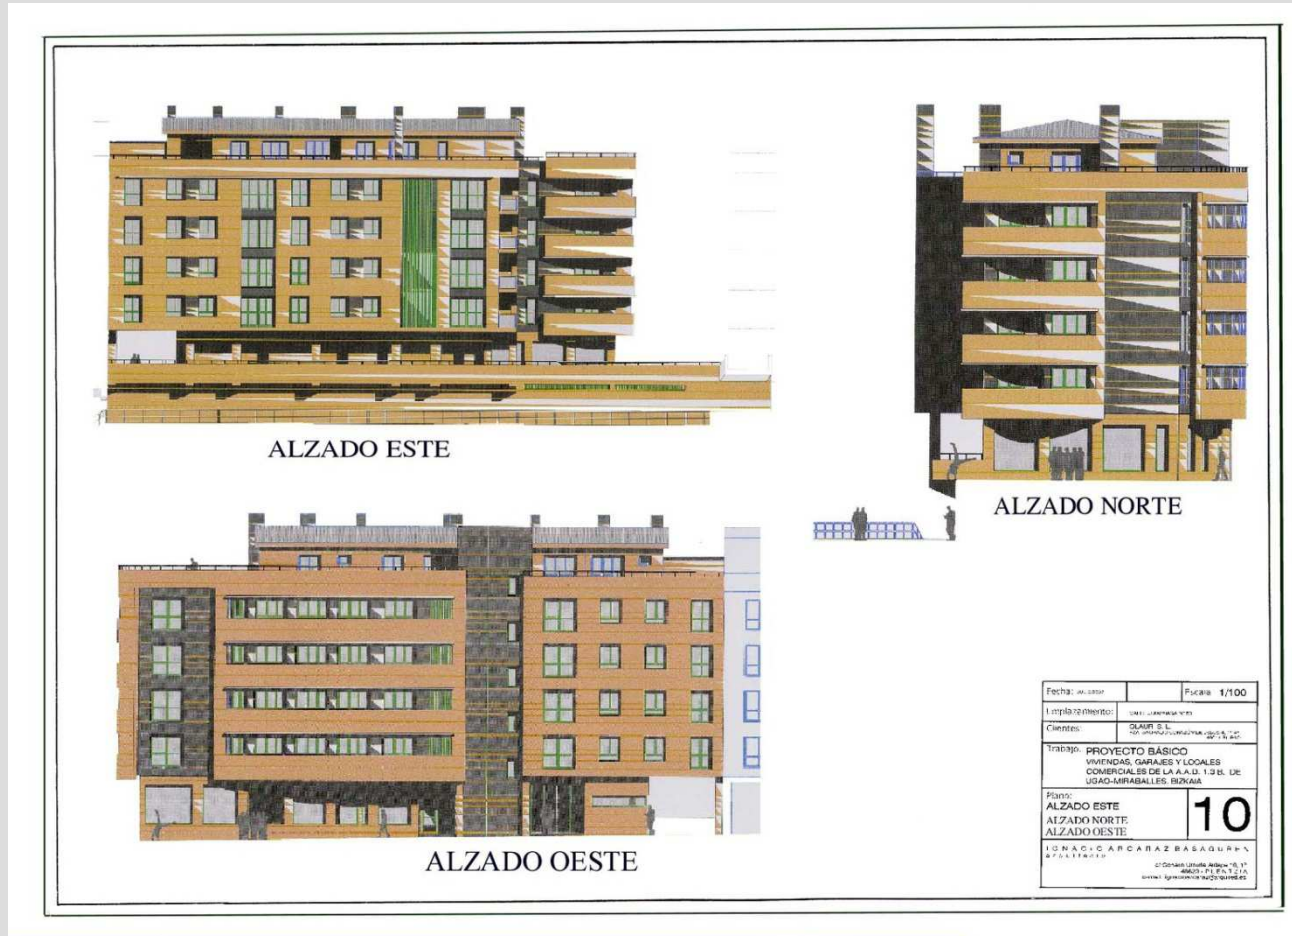 ALZADO ESTE
ALZADO NORTE
ALZADO OESTE
Fecha:
Escala 1/100
Emplazamiento:
Clientes:
OLAUR S. L.
Trabajo: PROYECTO BÁSICO
VIVIENDAS, GARAJES Y LOCALES
COMERCIALES DE LA A.A.D. 1.3 B. DE
UGAO-MIRABALLES. BIZKAIA
Plano:
ALZADO ESTE
ALZADO NORTE
ALZADO OESTE
10
IGNACIO ARCARAZ BASAGUREN